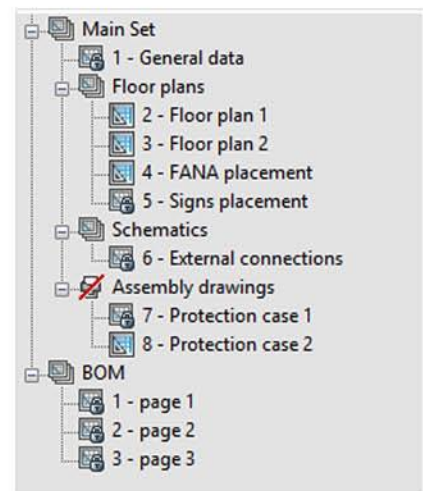 Main Set
1 - General data
Floor plans
2 - Floor plan 1
3 - Floor plan 2
4 - FANA placement
5 - Signs placement
Schematics
6 - External connections
Assembly drawings
7 - Protection case 1
8 - Protection case 2
BOM
1 - page 1
2 - page 2
3 - page 3